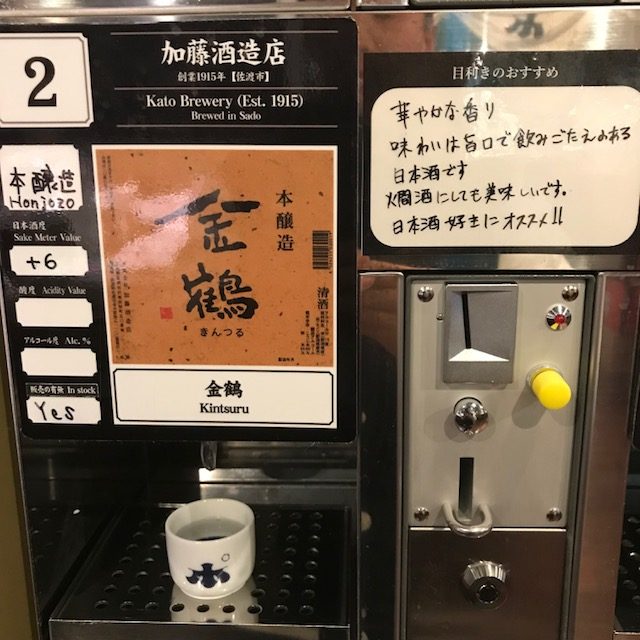 2
加藤酒造店
創業1915年【佐渡市】
Kato Brewery (Est. 1915)
Brewed in Sado
本醸造
Honjozo
日本酒度
Sake Meter Value
+6
酸度 Acidity Value
アルコール度 Alc. %
販売の有無 In stock
Yes
本醸造
金鶴
きんつる
清酒
金鶴
Kintsuru
目利きのおすすめ
華やかな香り
味わいは旨口で飲みごたえのある
日本酒です
燗酒にしても美味しいです。
日本酒好きにオススメ!!